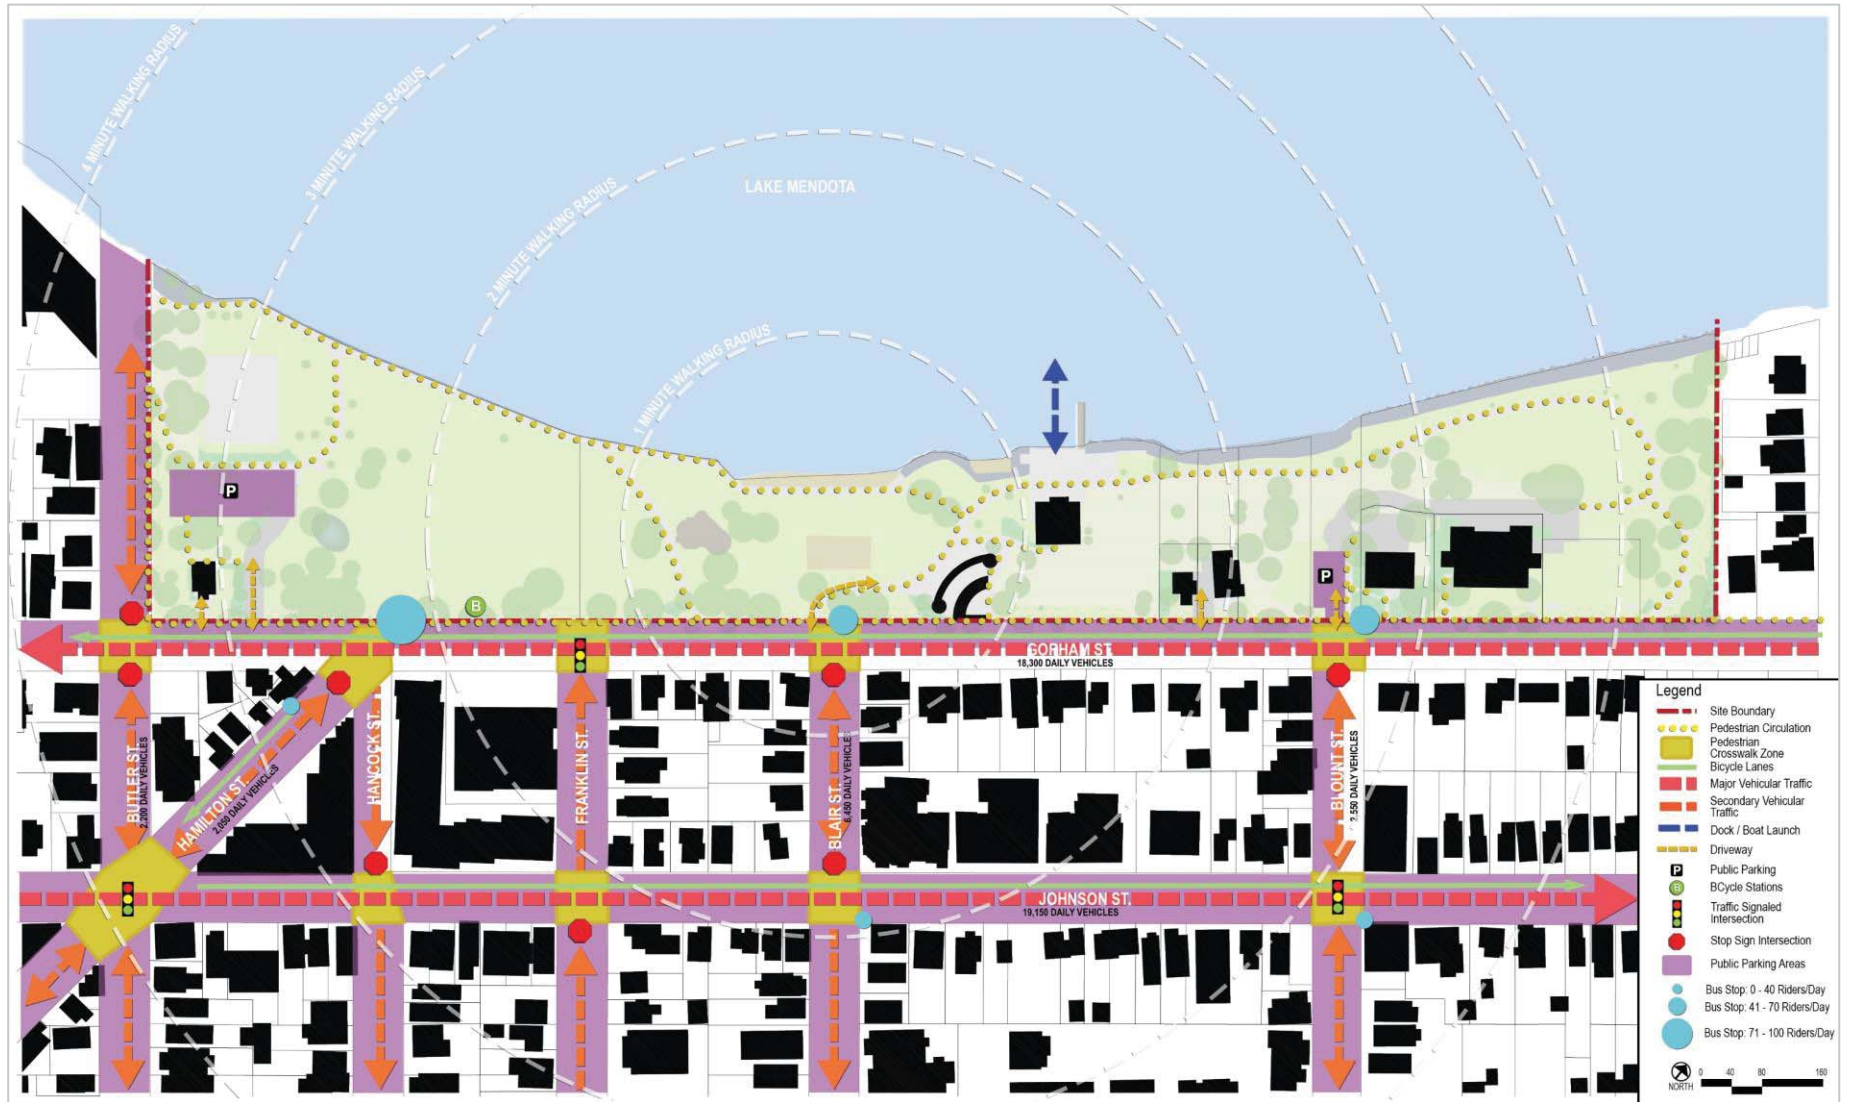 4 MINUTE WALKING RADIUS
3 MINUTE WALKING RADIUS
2 MINUTE WALKING RADIUS
1 MINUTE WALKING RADIUS
LAKE MENDOTA
P
B
P
GORHAM ST.
18,300 DAILY VEHICLES
BUTLER ST.
2,200 DAILY VEHICLES
HAMILTON ST.
2,050 DAILY VEHICLES
HANCOCK ST.
FRANKLIN ST.
BLAIR ST.
6,450 DAILY VEHICLES
BLOUNT ST.
2,550 DAILY VEHICLES
JOHNSON ST.
19,150 DAILY VEHICLES
Legend
Site Boundary
Pedestrian Circulation
Pedestrian
Crosswalk Zone
Bicycle Lanes
Major Vehicular Traffic
Secondary Vehicular
Traffic
Dock / Boat Launch
Driveway
P Public Parking
B BCycle Stations
Traffic Signaled
Intersection
Stop Sign Intersection
Public Parking Areas
Bus Stop: 0 - 40 Riders/Day
Bus Stop: 41 - 70 Riders/Day
Bus Stop: 71 - 100 Riders/Day
NORTH
0 40 80 160